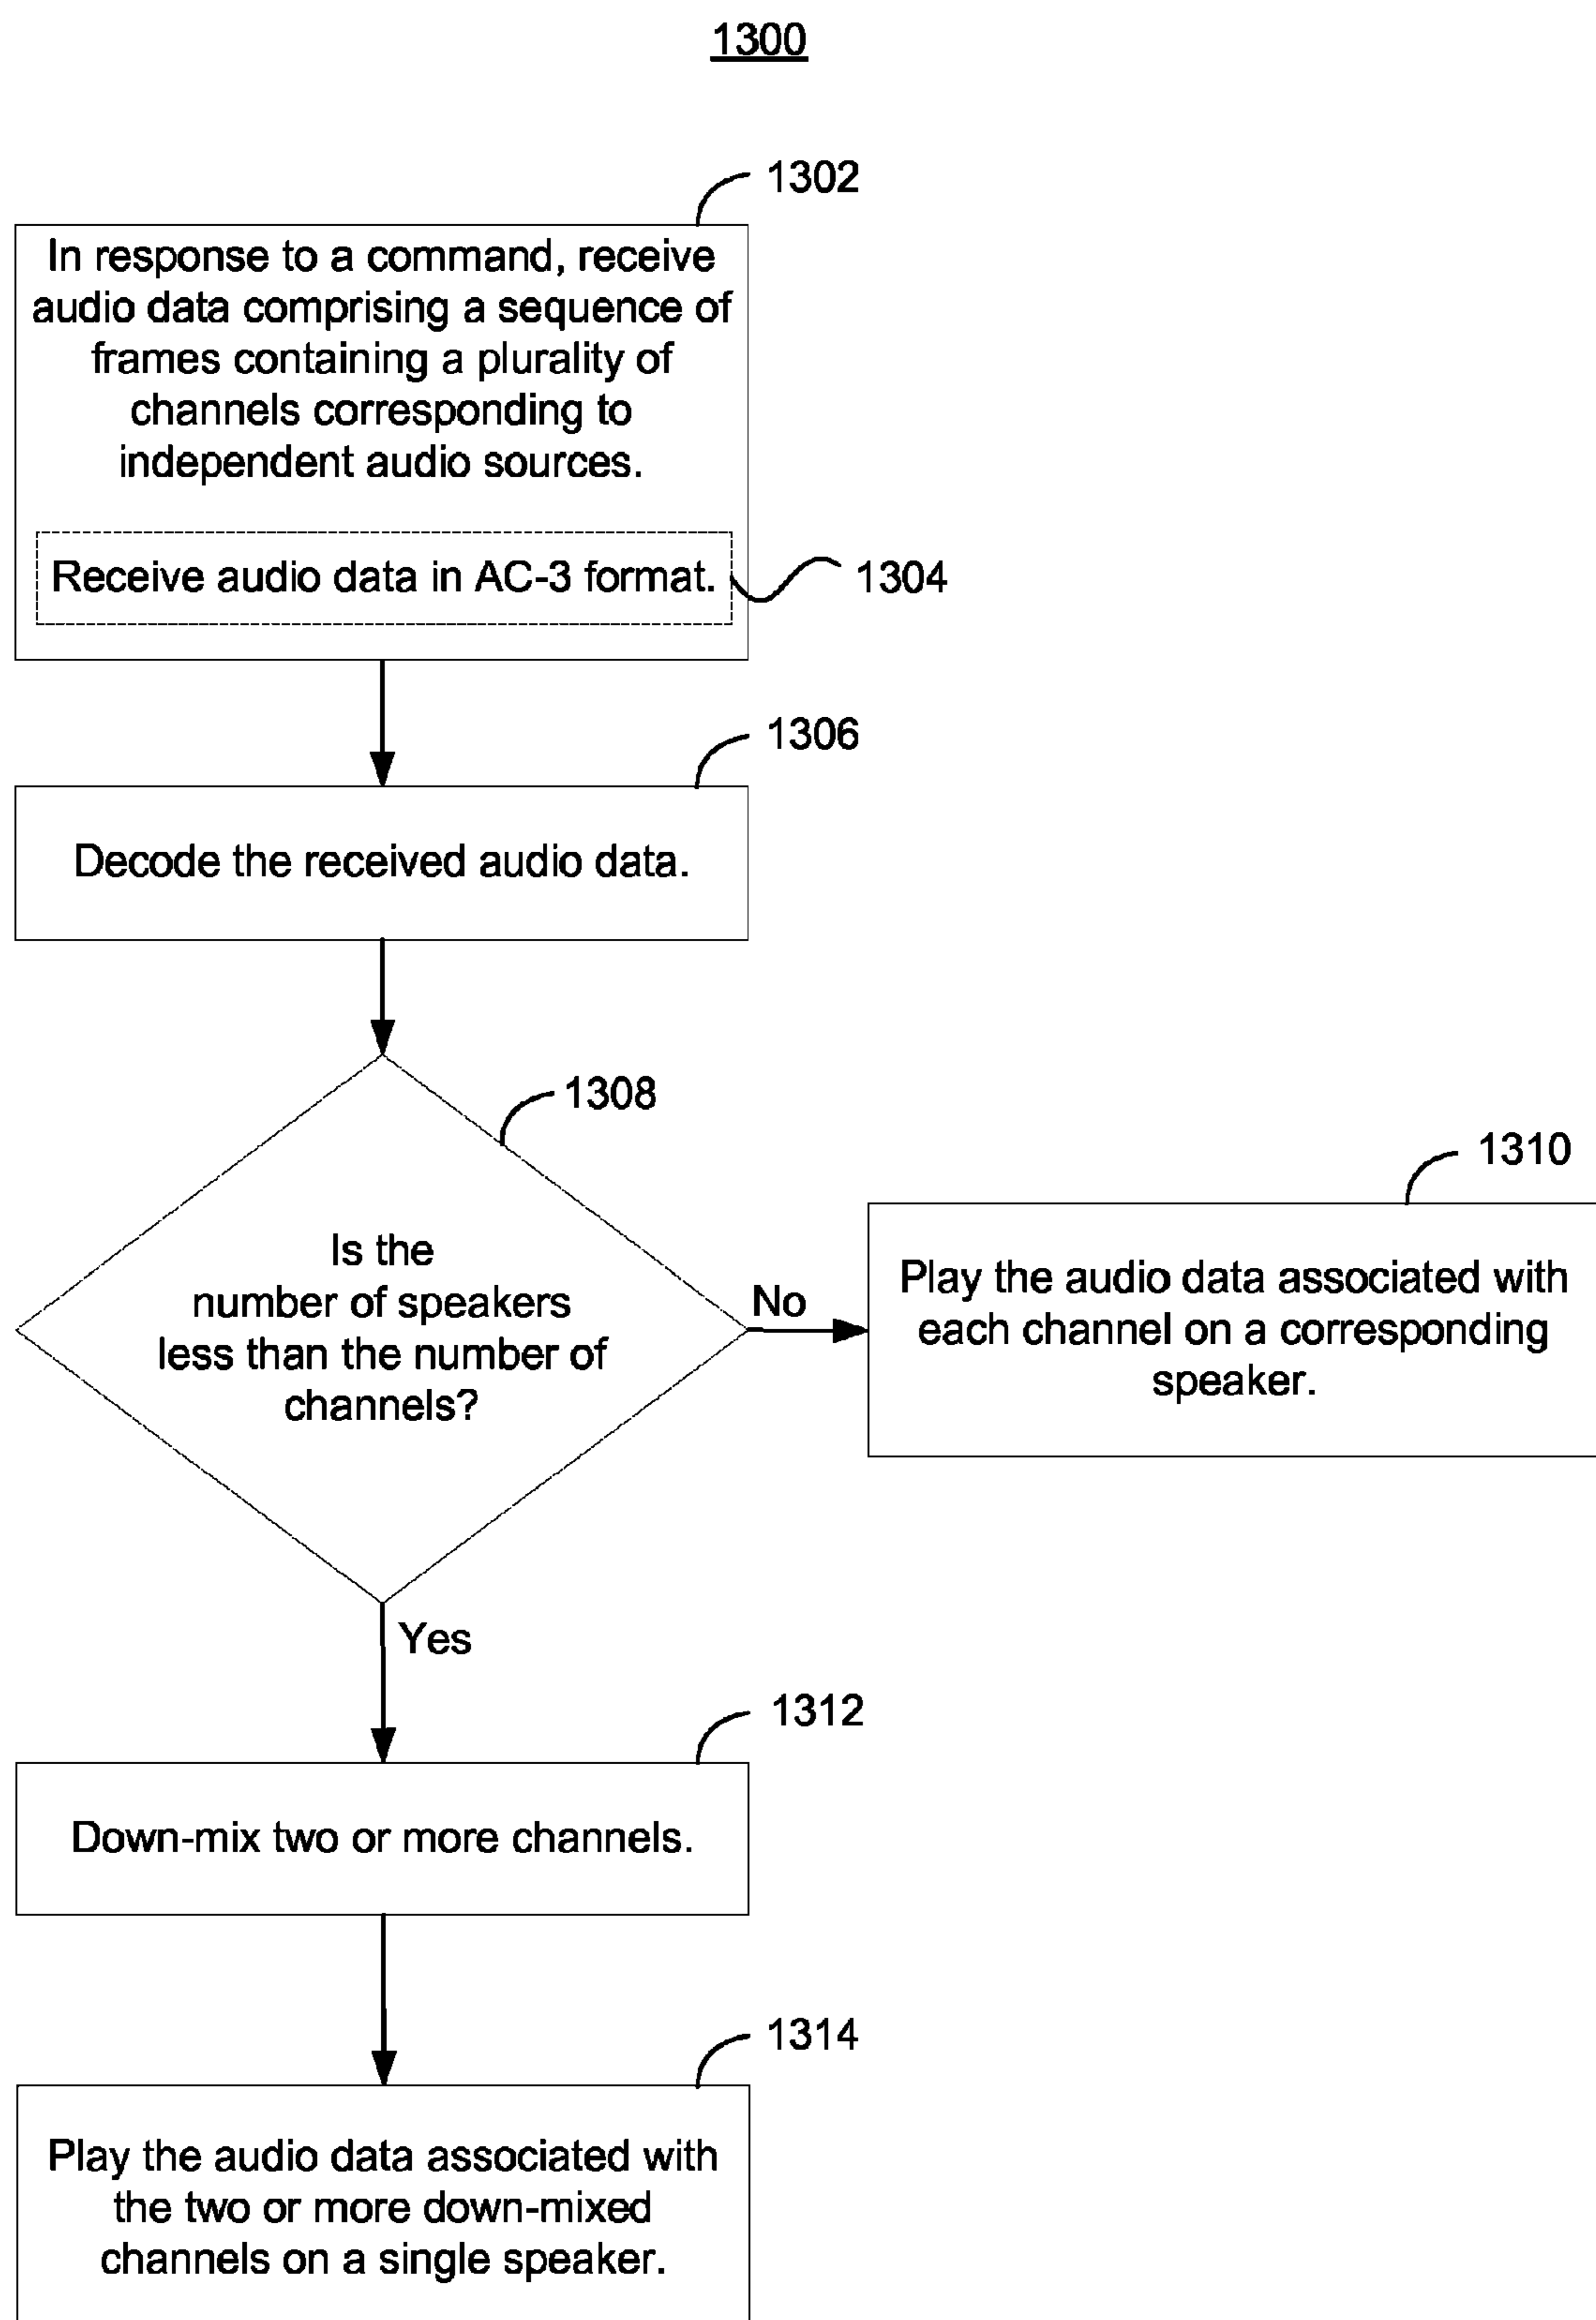 1300
1302
In response to a command, receive
audio data comprising a sequence of
frames containing a plurality of
channels corresponding to
independent audio sources.
Receive audio data in AC-3 format.
1304
1306
Decode the received audio data.
1308
Is the
number of speakers
less than the number of
channels?
No
1310
Play the audio data associated with
each channel on a corresponding
speaker.
Yes
1312
Down-mix two or more channels.
1314
Play the audio data associated with
the two or more down-mixed
channels on a single speaker.